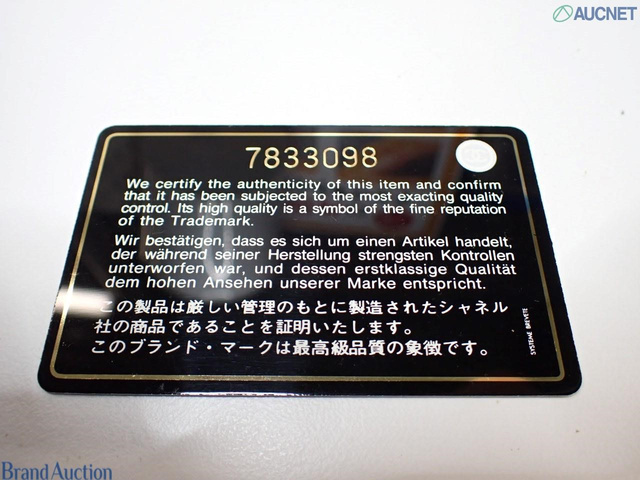 AUCNET
7833098
We certify the authenticity of this item and confirm
that it has been subjected to the most exacting quality
control. Its high quality is a symbol of the fine reputation
of the Trademark.
Wir bestätigen, dass es sich um einen Artikel handelt,
der während seiner Herstellung strengsten Kontrollen
unterworfen war, und dessen erstklassige Qualität
dem hohen Ansehen unserer Marke entspricht.
この製品は厳しい管理のもとに製造されたシャネル
社の商品であることを証明いたします。
このブランド・マークは最高級品質の象徴です。
SYSTEME BREVETE
Brand Auction